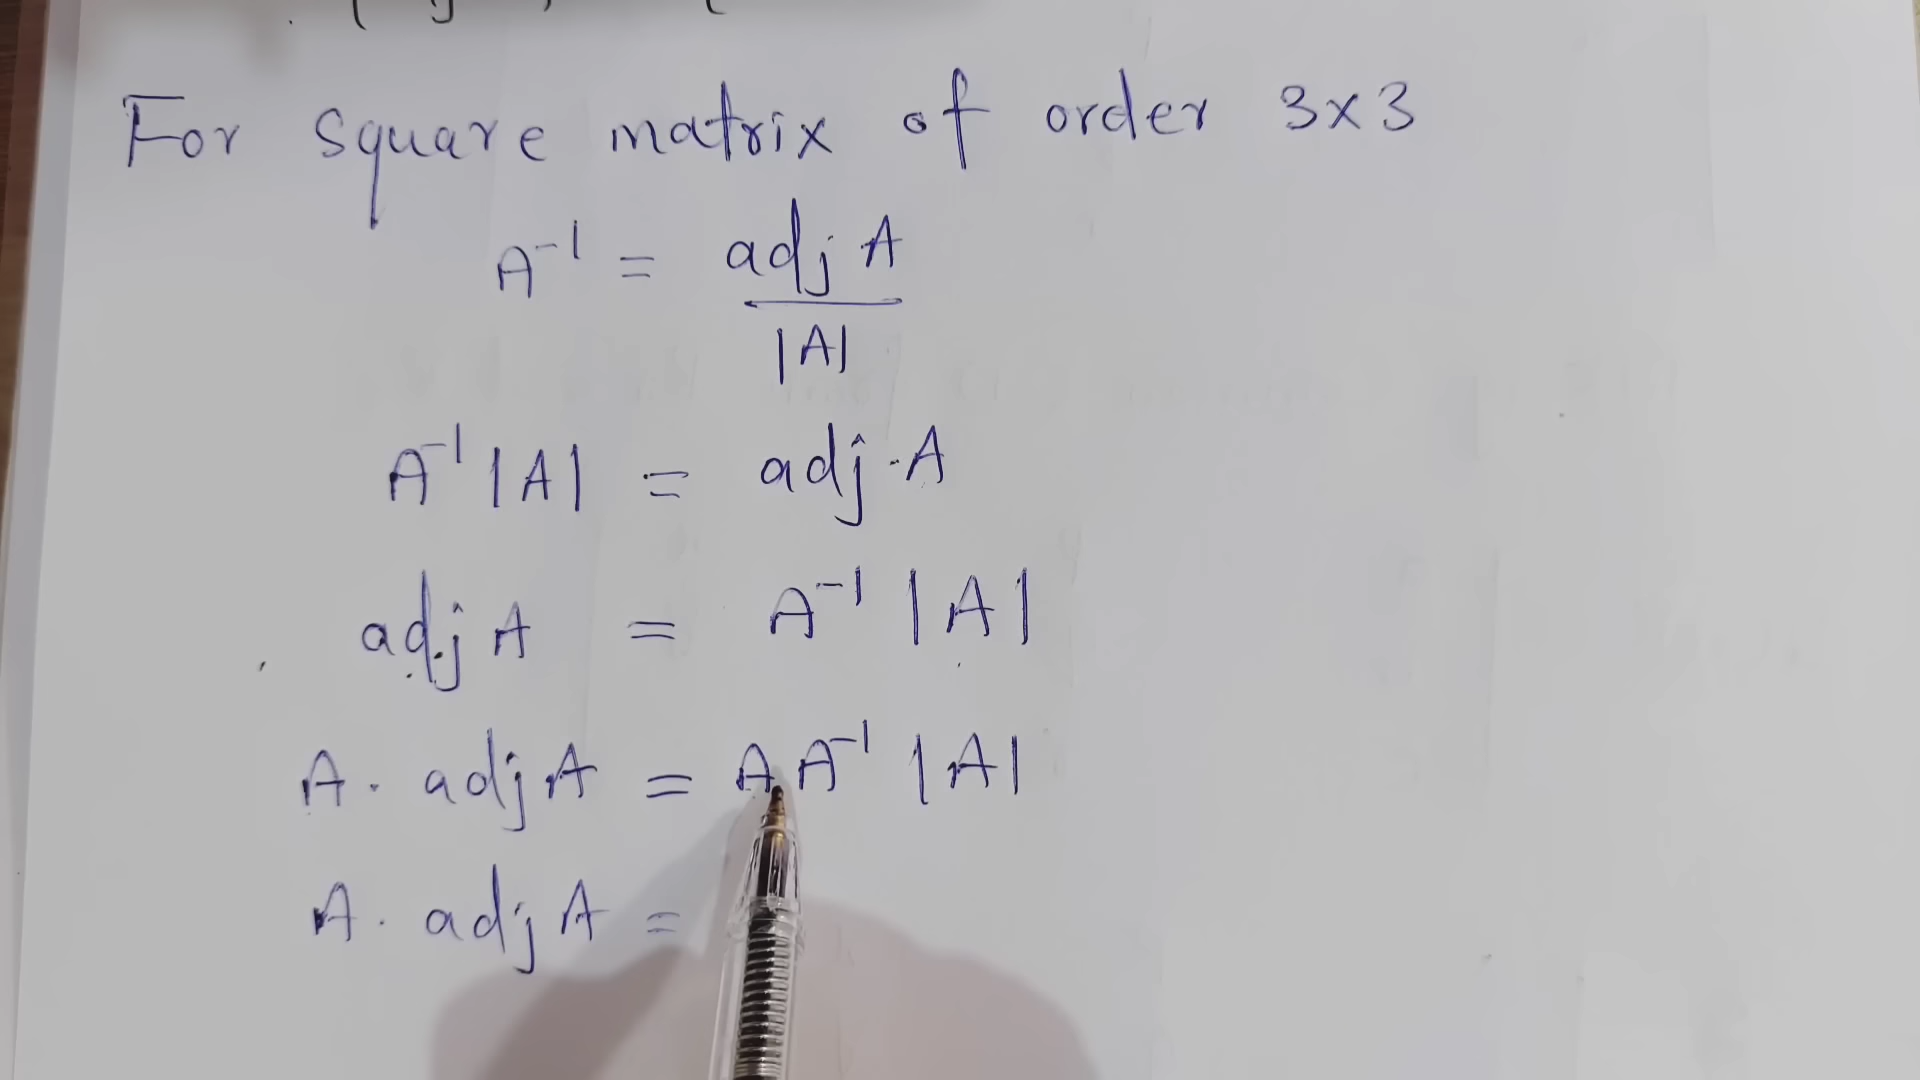 For square matrix of order 3x3
A⁻¹ = adj A
|A|
A⁻¹ |A| = adj A
adj A = A⁻¹ |A|
A. adj A = A A⁻¹ |A|
A. adj A =